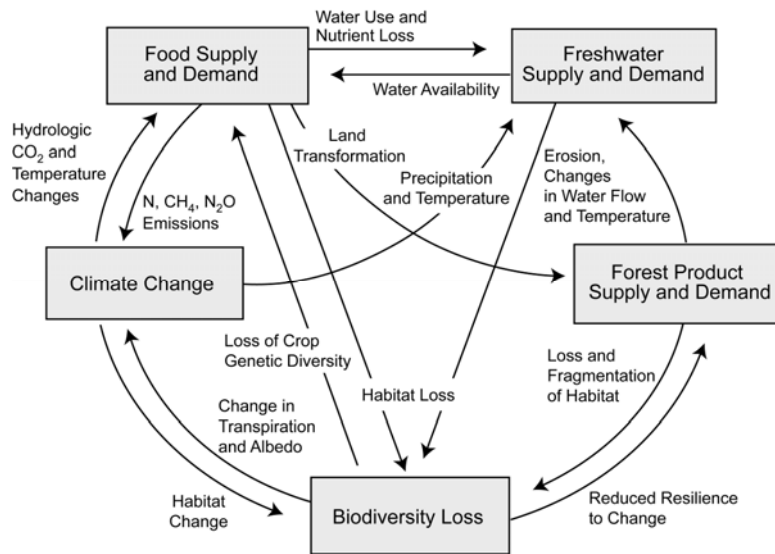 Water Use and
Nutrient Loss
Food Supply
and Demand
Freshwater
Supply and Demand
Water Availability
Hydrologic
CO₂ and
Temperature
Changes
Land
Transformation
Erosion,
Changes
in Water Flow
and Temperature
Precipitation
and Temperature
N, CH₄, N₂O
Emissions
Climate Change
Forest Product
Supply and Demand
Loss of Crop
Genetic Diversity
Loss and
Fragmentation
of Habitat
Habitat Loss
Change in
Transpiration
and Albedo
Habitat
Change
Biodiversity Loss
Reduced Resilience
to Change